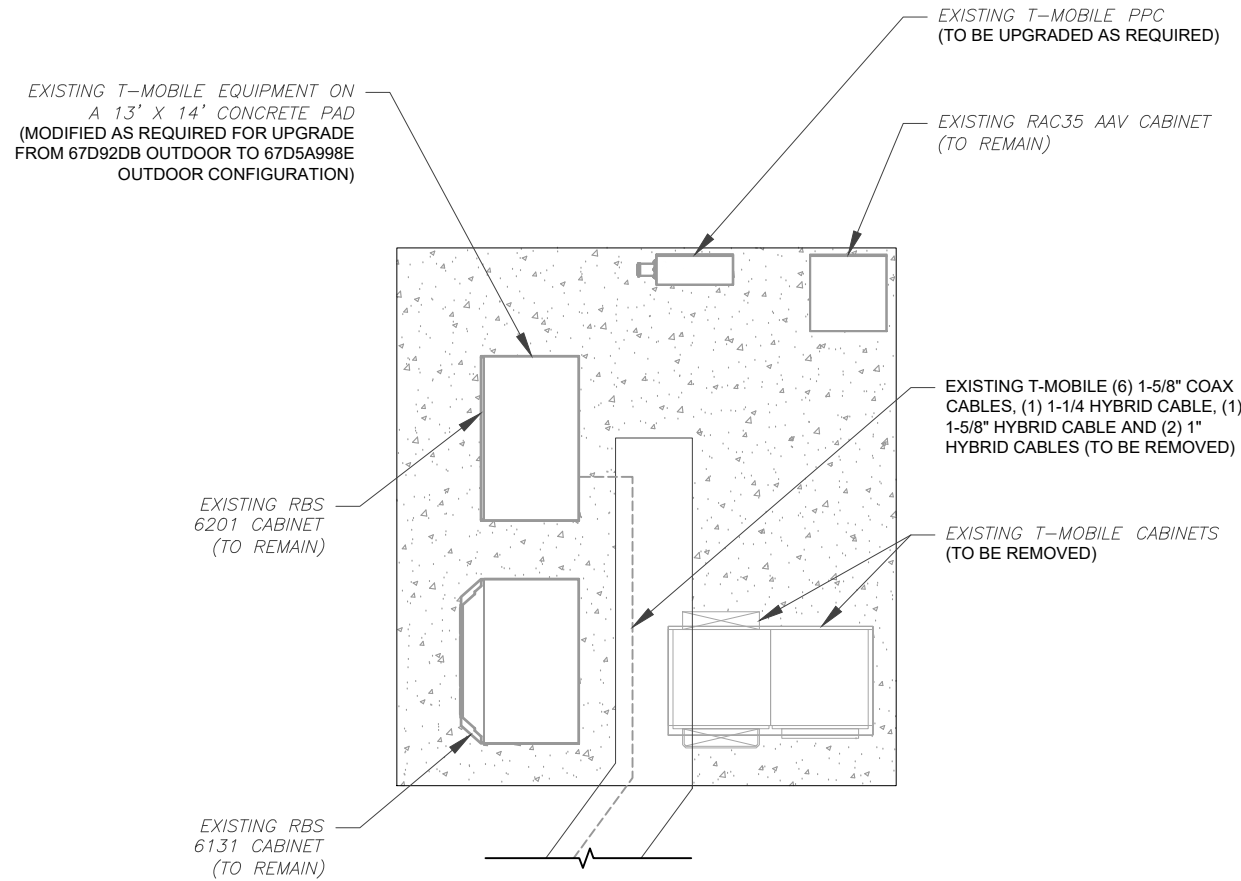 EXISTING T-MOBILE PPC
(TO BE UPGRADED AS REQUIRED)
EXISTING T-MOBILE EQUIPMENT ON
A 13' X 14' CONCRETE PAD
(MODIFIED AS REQUIRED FOR UPGRADE
FROM 67D92DB OUTDOOR TO 67D5A998E
OUTDOOR CONFIGURATION)
EXISTING RAC35 AAV CABINET
(TO REMAIN)
EXISTING T-MOBILE (6) 1-5/8" COAX
CABLES, (1) 1-1/4 HYBRID CABLE, (1)
1-5/8" HYBRID CABLE AND (2) 1"
HYBRID CABLES (TO BE REMOVED)
EXISTING RBS
6201 CABINET
(TO REMAIN)
EXISTING T-MOBILE CABINETS
(TO BE REMOVED)
EXISTING RBS
6131 CABINET
(TO REMAIN)